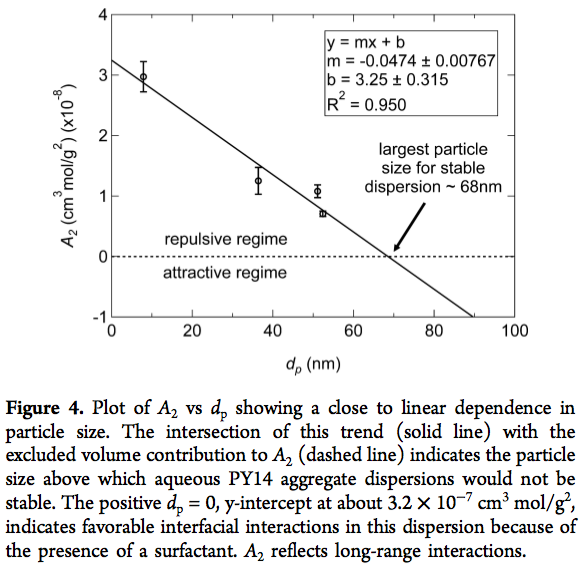 4
3
2
1
0
-1
A2 (cm3mol/g2) (x10-8)
y = mx + b
m = -0.0474 ± 0.00767
b = 3.25 ± 0.315
R2 = 0.950
largest particle
size for stable
dispersion ~ 68nm
repulsive regime
attractive regime
0 20 40 60 80 100
dp (nm)
Figure 4. Plot of A2 vs dp showing a close to linear dependence in
particle size. The intersection of this trend (solid line) with the
excluded volume contribution to A2 (dashed line) indicates the particle
size above which aqueous PY14 aggregate dispersions would not be
stable. The positive dp = 0, y-intercept at about 3.2 × 10−7 cm3 mol/g2,
indicates favorable interfacial interactions in this dispersion because of
the presence of a surfactant. A2 reflects long-range interactions.